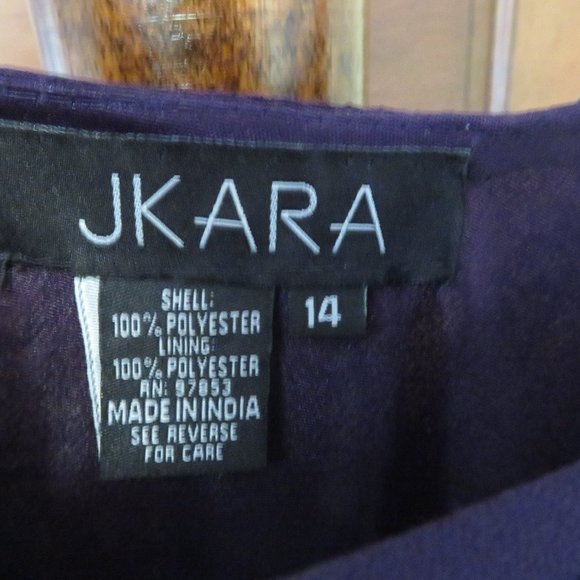 JKARA
SHELL:
100% POLYESTER
LINING:
100% POLYESTER
RN: 97853
MADE IN INDIA
SEE REVERSE
FOR CARE
14